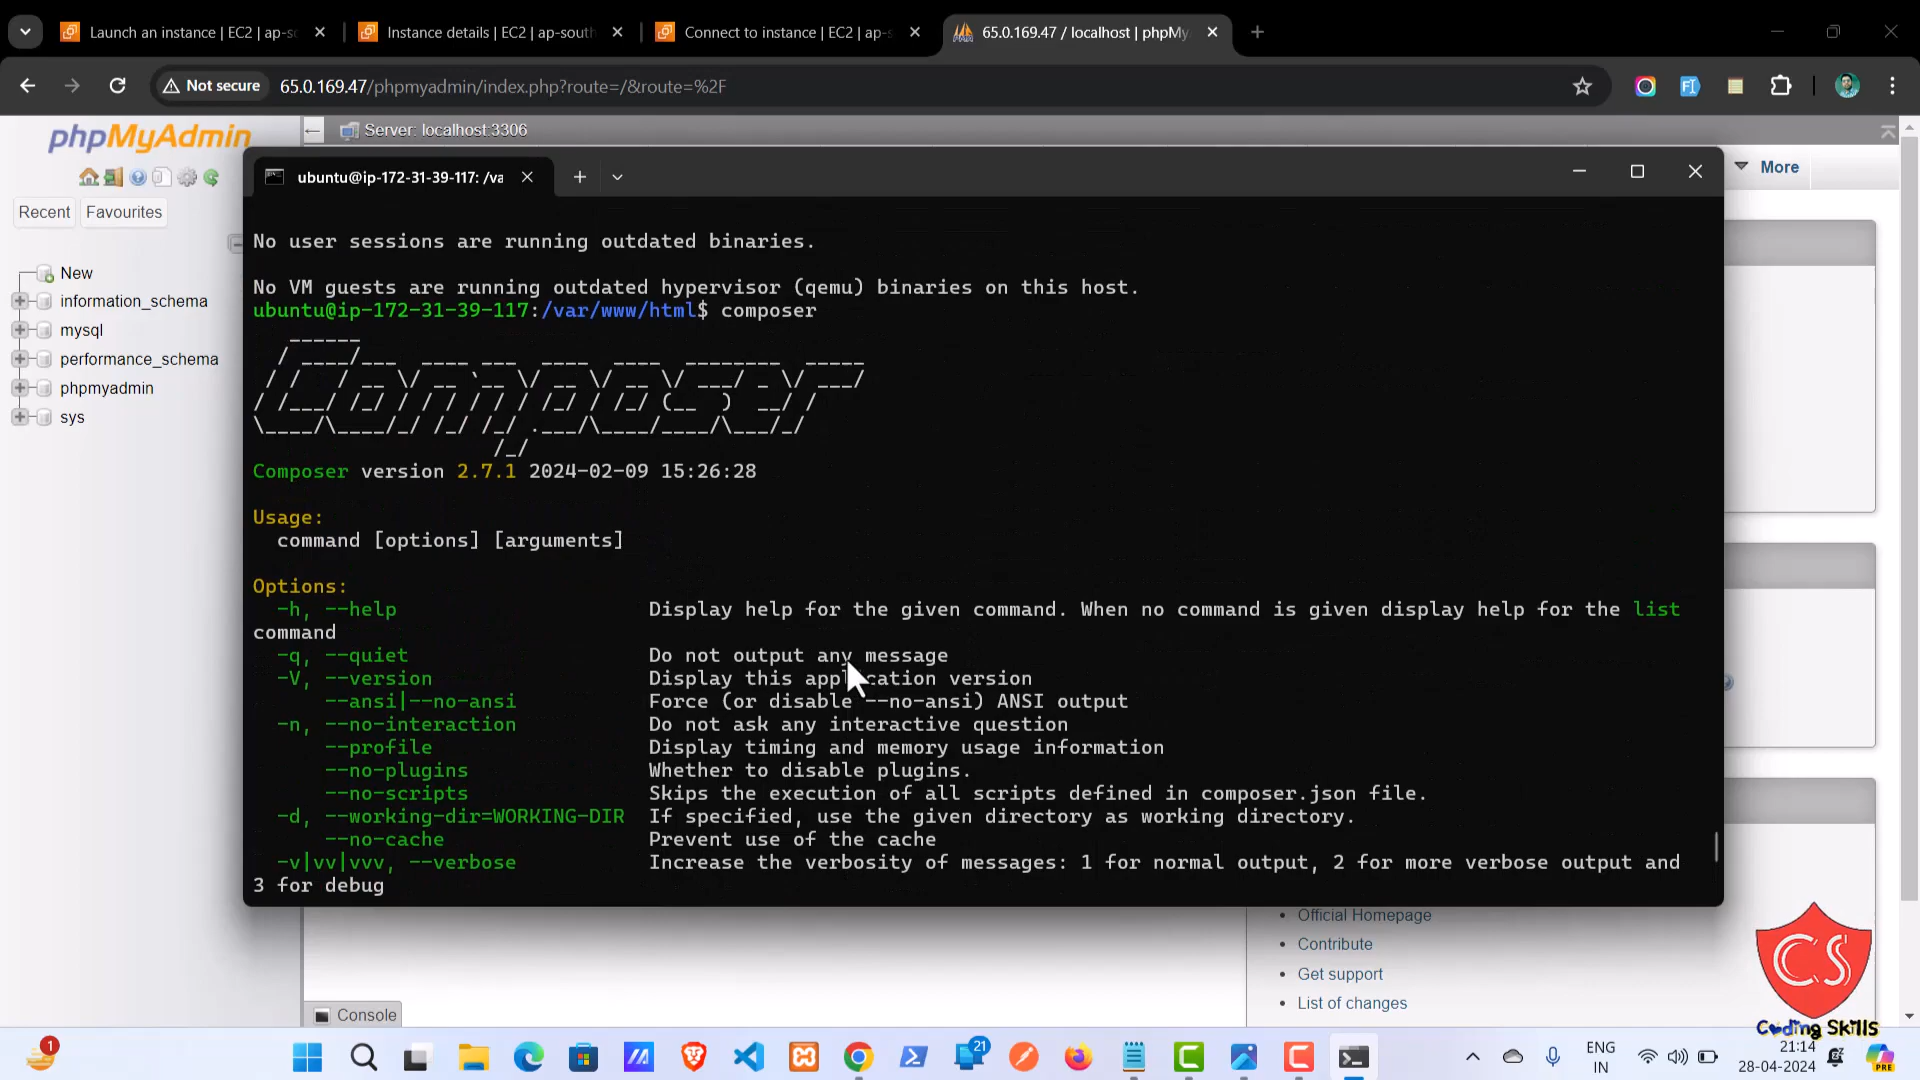 Launch an instance | EC2 | ap-sc
Instance details | EC2 | ap-south
Connect to instance | EC2 | ap-s
65.0.169.47 / localhost | phpMy
Not secure
65.0.169.47/phpmyadmin/index.php?route=/&route=%2F
phpMyAdmin
Server: localhost:3306
More
Recent
Favourites
New
information_schema
mysql
performance_schema
phpmyadmin
sys
ubuntu@ip-172-31-39-117: /va
No user sessions are running outdated binaries.
No VM guests are running outdated hypervisor (qemu) binaries on this host.
ubuntu@ip-172-31-39-117:/var/www/html$ composer
Composer
Composer version 2.7.1 2024-02-09 15:26:28
Usage:
command [options] [arguments]
Options:
-h, --help Display help for the given command. When no command is given display help for the list
command
-q, --quiet Do not output any message
-V, --version Display this application version
--ansi|--no-ansi Force (or disable --no-ansi) ANSI output
-n, --no-interaction Do not ask any interactive question
--profile Display timing and memory usage information
--no-plugins Whether to disable plugins.
--no-scripts Skips the execution of all scripts defined in composer.json file.
-d, --working-dir=WORKING-DIR If specified, use the given directory as working directory.
--no-cache Prevent use of the cache
-v|vv|vvv, --verbose Increase the verbosity of messages: 1 for normal output, 2 for more verbose output and
3 for debug
Official Homepage
Contribute
Get support
List of changes
Console
CS
Coding Skills
1
21
ENG
IN
21:14
28-04-2024
PRE